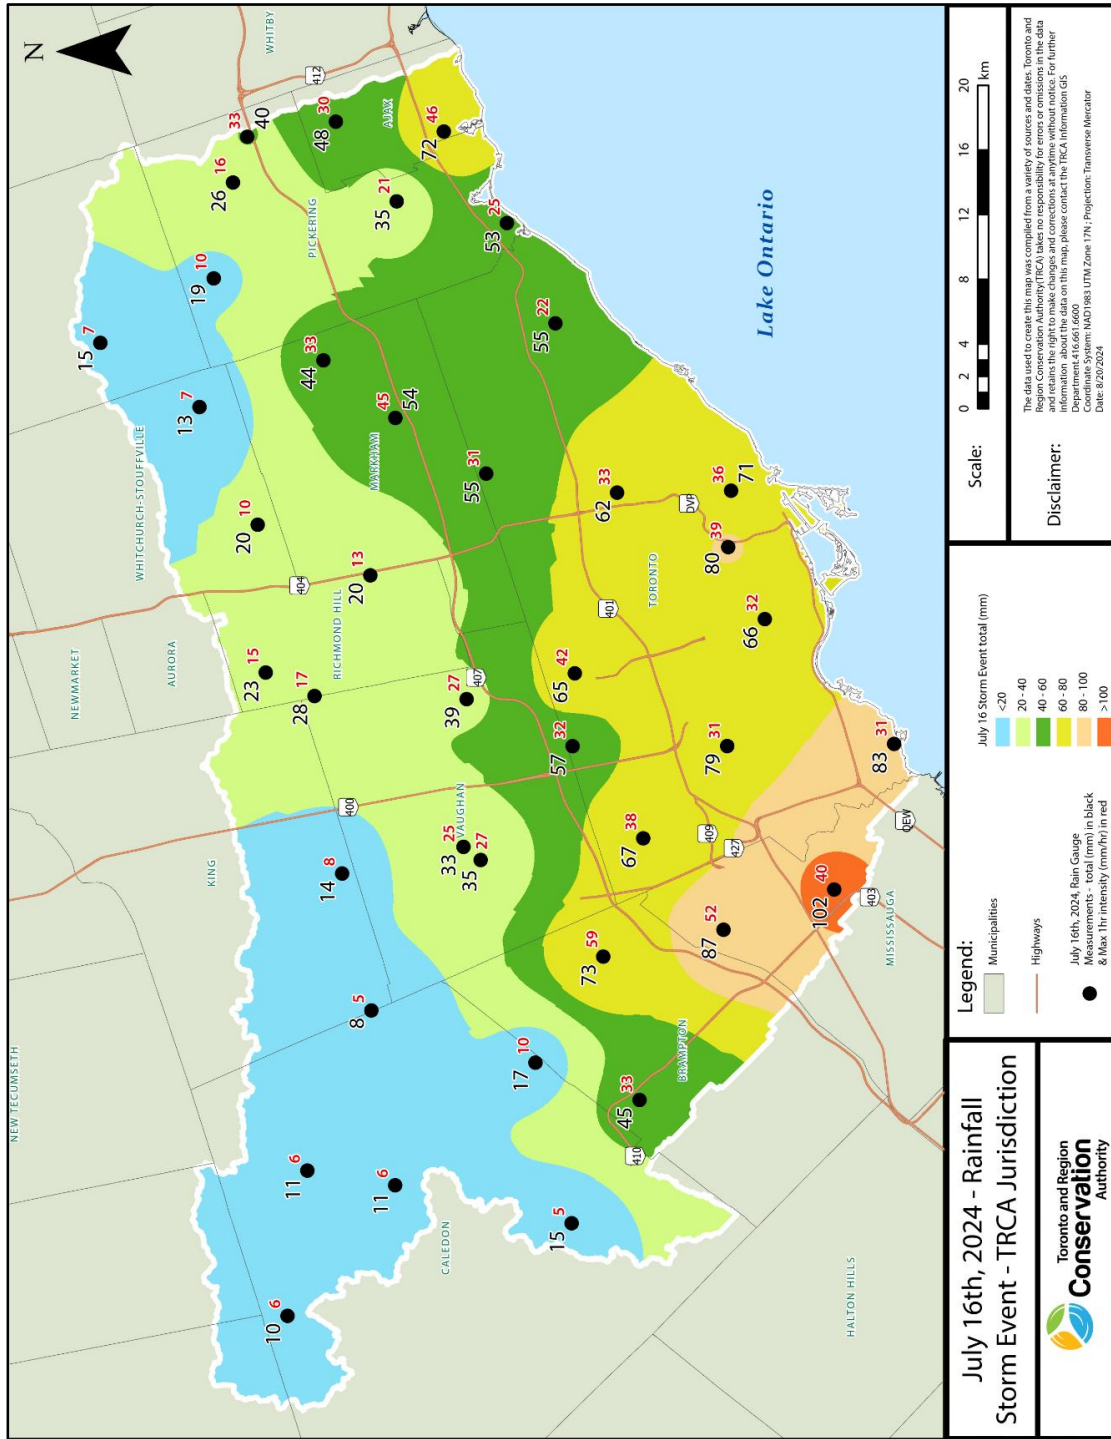 N
NEW TECUMSETH
NEWMARKET
WHITBY
AURORA
WHITCHURCH-STOUFFVILLE
KING
RICHMOND HILL
MARKHAM
PICKERING
AJAX
VAUGHAN
CALEDON
BRAMPTON
TORONTO
MISSISSAUGA
HALTON HILLS
Lake Ontario
412
404
400
407
401
DVP
409
427
410
403
QEW
15 7
13 7
19 10
26 16
33
40
48 30
35 21
72 46
53 25
44 33
45
54
55 22
20 10
20 13
55 31
23 15
28 17
39 27
62 33
36
71
80 39
66 32
65 42
57 32
79 31
83 31
14 8
33 25
35 27
67 38
73 59
87 52
102 40
8 5
17 10
45 33
11 6
11 6
15 5
10 6
July 16th, 2024 - Rainfall
Storm Event - TRCA Jurisdiction
Toronto and Region
Conservation
Authority
Legend:
Municipalities
Highways
July 16th, 2024, Rain Gauge
Measurements - total (mm) in black
& Max 1hr intensity (mm/hr) in red
July 16 Storm Event total (mm)
<20
20 - 40
40 - 60
60 - 80
80 - 100
>100
Scale:
0 2 4 8 12 16 20
km
Disclaimer:
The data used to create this map was compiled from a variety of sources and dates. Toronto and
Region Conservation Authority(TRCA) takes no responsibility for errors or omissions in the data
and retains the right to make changes and corrections at anytime without notice. For further
information about the data on this map, please contact the TRCA Information GIS
Department.416.661.6600
Coordinate System: NAD1983 UTM Zone 17N ; Projection: Transverse Mercator
Date: 8/20/2024